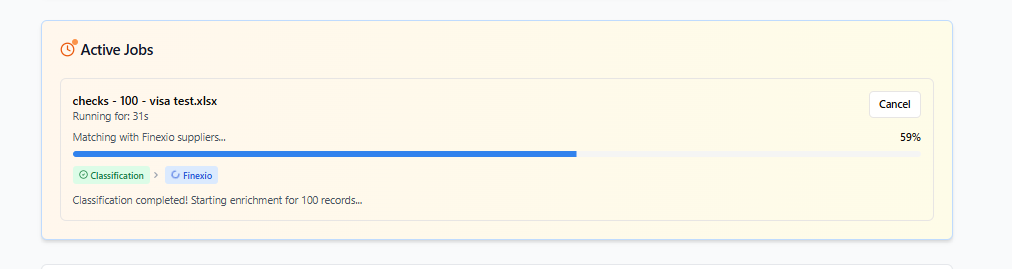 Active Jobs
checks - 100 - visa test.xlsx
Cancel
Running for: 31s
Matching with Finexio suppliers...
59%
Classification > Finexio
Classification completed! Starting enrichment for 100 records...